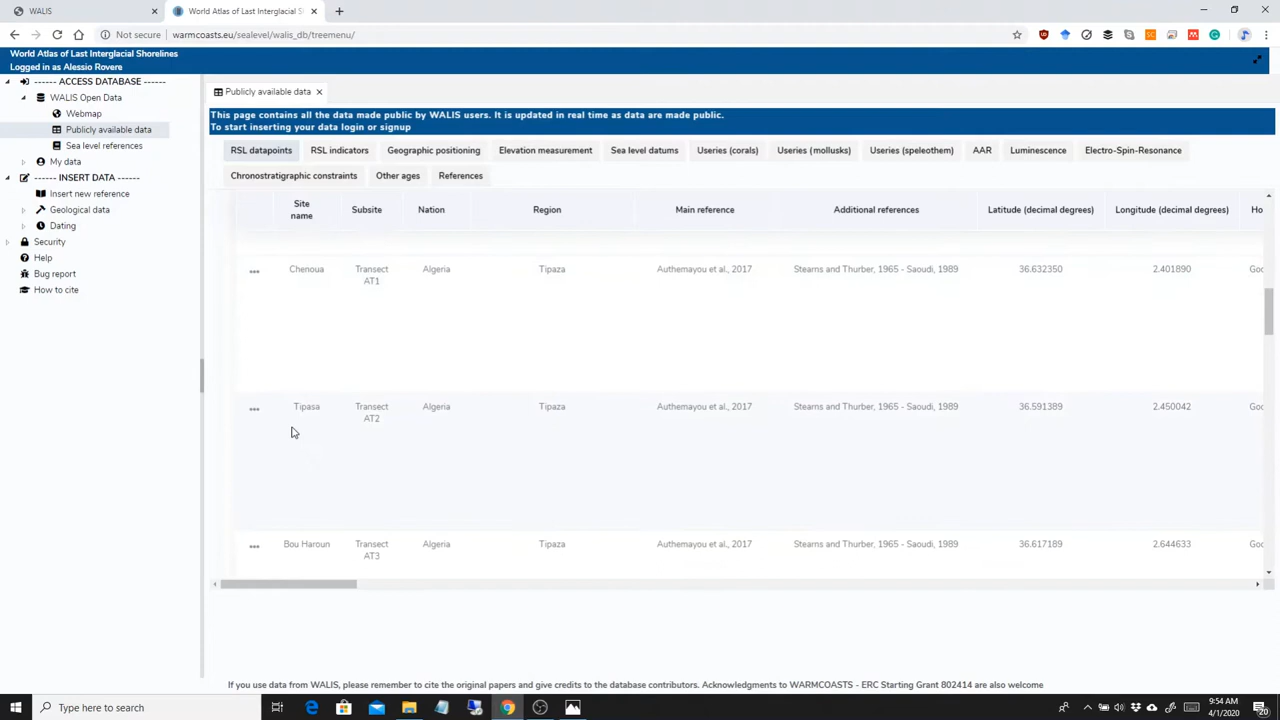 WALIS
World Atlas of Last Interglacial S
Not secure | warmcoasts.eu/sealevel/walis_db/treemenu/
World Atlas of Last Interglacial Shorelines
Logged in as Alessio Rovere
------ ACCESS DATABASE ------
WALIS Open Data
Webmap
Publicly available data
Sea level references
My data
------ INSERT DATA ------
Insert new reference
Geological data
Dating
Security
Help
Bug report
How to cite
Publicly available data
This page contains all the data made public by WALIS users. It is updated in real time as data are made public.
To start inserting your data login or signup
RSL datapoints RSL indicators Geographic positioning Elevation measurement Sea level datums Useries (corals) Useries (mollusks) Useries (speleothem) AAR Luminescence Electro-Spin-Resonance
Chronostratigraphic constraints Other ages References
Site name Subsite Nation Region Main reference Additional references Latitude (decimal degrees) Longitude (decimal degrees) Ho
Chenoua Transect AT1 Algeria Tipaza Authemayou et al., 2017 Stearns and Thurber, 1965 - Saoudi, 1989 36.632350 2.401890 Goo
Tipasa Transect AT2 Algeria Tipaza Authemayou et al., 2017 Stearns and Thurber, 1965 - Saoudi, 1989 36.591389 2.450042 Goo
Bou Haroun Transect AT3 Algeria Tipaza Authemayou et al., 2017 Stearns and Thurber, 1965 - Saoudi, 1989 36.617189 2.644633 Goo
If you use data from WALIS, please remember to cite the original papers and give credits to the database contributors. Acknowledgments to WARMCOASTS - ERC Starting Grant 802414 are also welcome
Type here to search
9:54 AM
4/1/2020
20